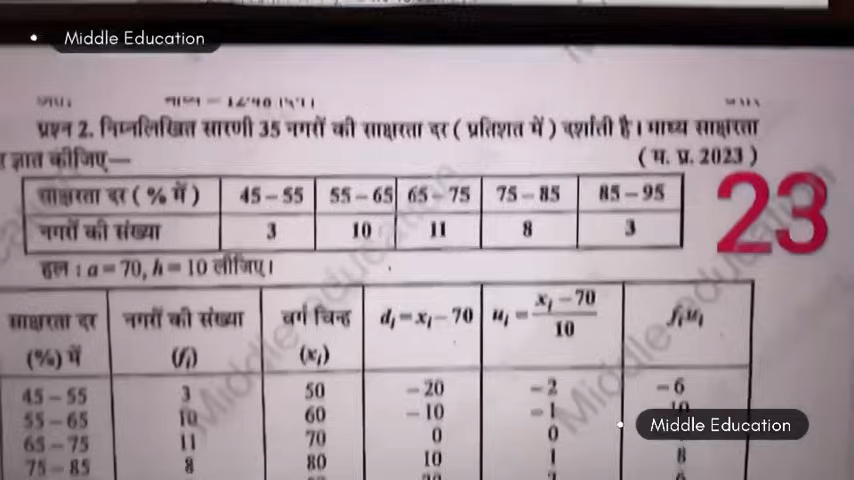 Middle Education
प्रश्न 2. निम्नलिखित सारणी 35 नगरों की साक्षरता दर ( प्रतिशत में ) दर्शाती है। माध्य साक्षरता
ज्ञात कीजिए— ( म. प्र. 2023 )
23
साक्षरता दर ( % में ) 45 – 55 55 – 65 65 – 75 75 – 85 85 – 95
नगरों की संख्या 3 10 11 8 3
हल : a = 70, h = 10 लीजिए।
साक्षरता दर (%) में नगरों की संख्या (fᵢ) वर्ग चिन्ह (xᵢ) dᵢ = xᵢ – 70 uᵢ = (xᵢ – 70)/10 fᵢuᵢ
45 – 55 3 50 – 20 – 2 – 6
55 – 65 10 60 – 10 – 1
65 – 75 11 70 0 0
75 – 85 8 80 10 1 8
Middle Education